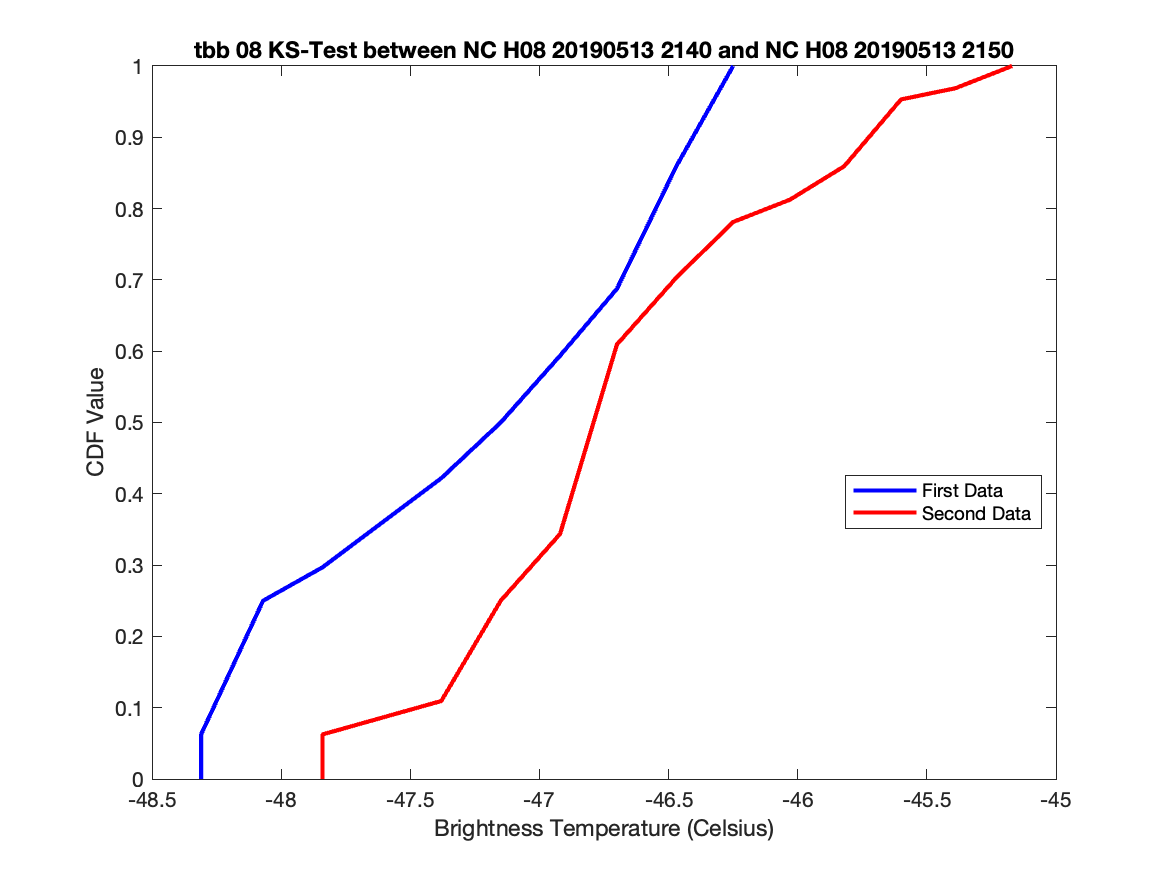 tbb 08 KS-Test between NC H08 20190513 2140 and NC H08 20190513 2150
1
0.9
0.8
0.7
0.6
0.5
0.4
0.3
0.2
0.1
0
CDF Value
First Data
Second Data
-48.5 -48 -47.5 -47 -46.5 -46 -45.5 -45
Brightness Temperature (Celsius)